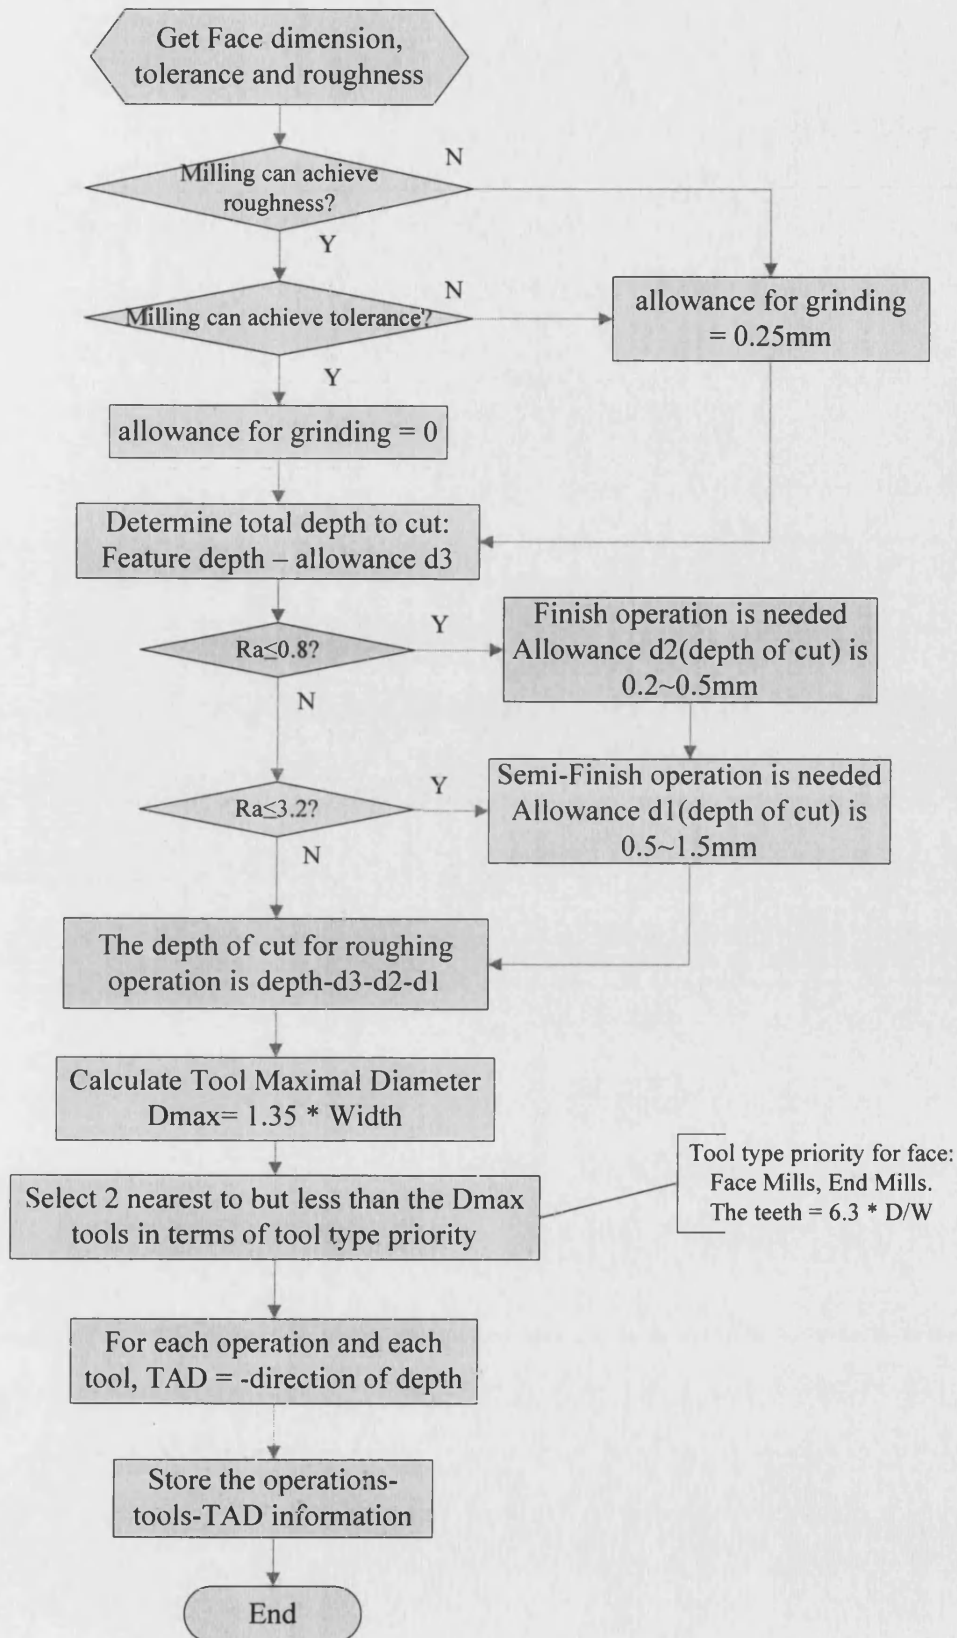 Get Face dimension,
tolerance and roughness
Milling can achieve
roughness?
N
Y
Milling can achieve tolerance?
N
Y
allowance for grinding
= 0.25mm
allowance for grinding = 0
Determine total depth to cut:
Feature depth – allowance d3
Ra≤0.8?
Y
N
Finish operation is needed
Allowance d2(depth of cut) is
0.2~0.5mm
Ra≤3.2?
Y
N
Semi-Finish operation is needed
Allowance d1(depth of cut) is
0.5~1.5mm
The depth of cut for roughing
operation is depth-d3-d2-d1
Calculate Tool Maximal Diameter
Dmax= 1.35 * Width
Select 2 nearest to but less than the Dmax
tools in terms of tool type priority
Tool type priority for face:
Face Mills, End Mills.
The teeth = 6.3 * D/W
For each operation and each
tool, TAD = -direction of depth
Store the operations-
tools-TAD information
End